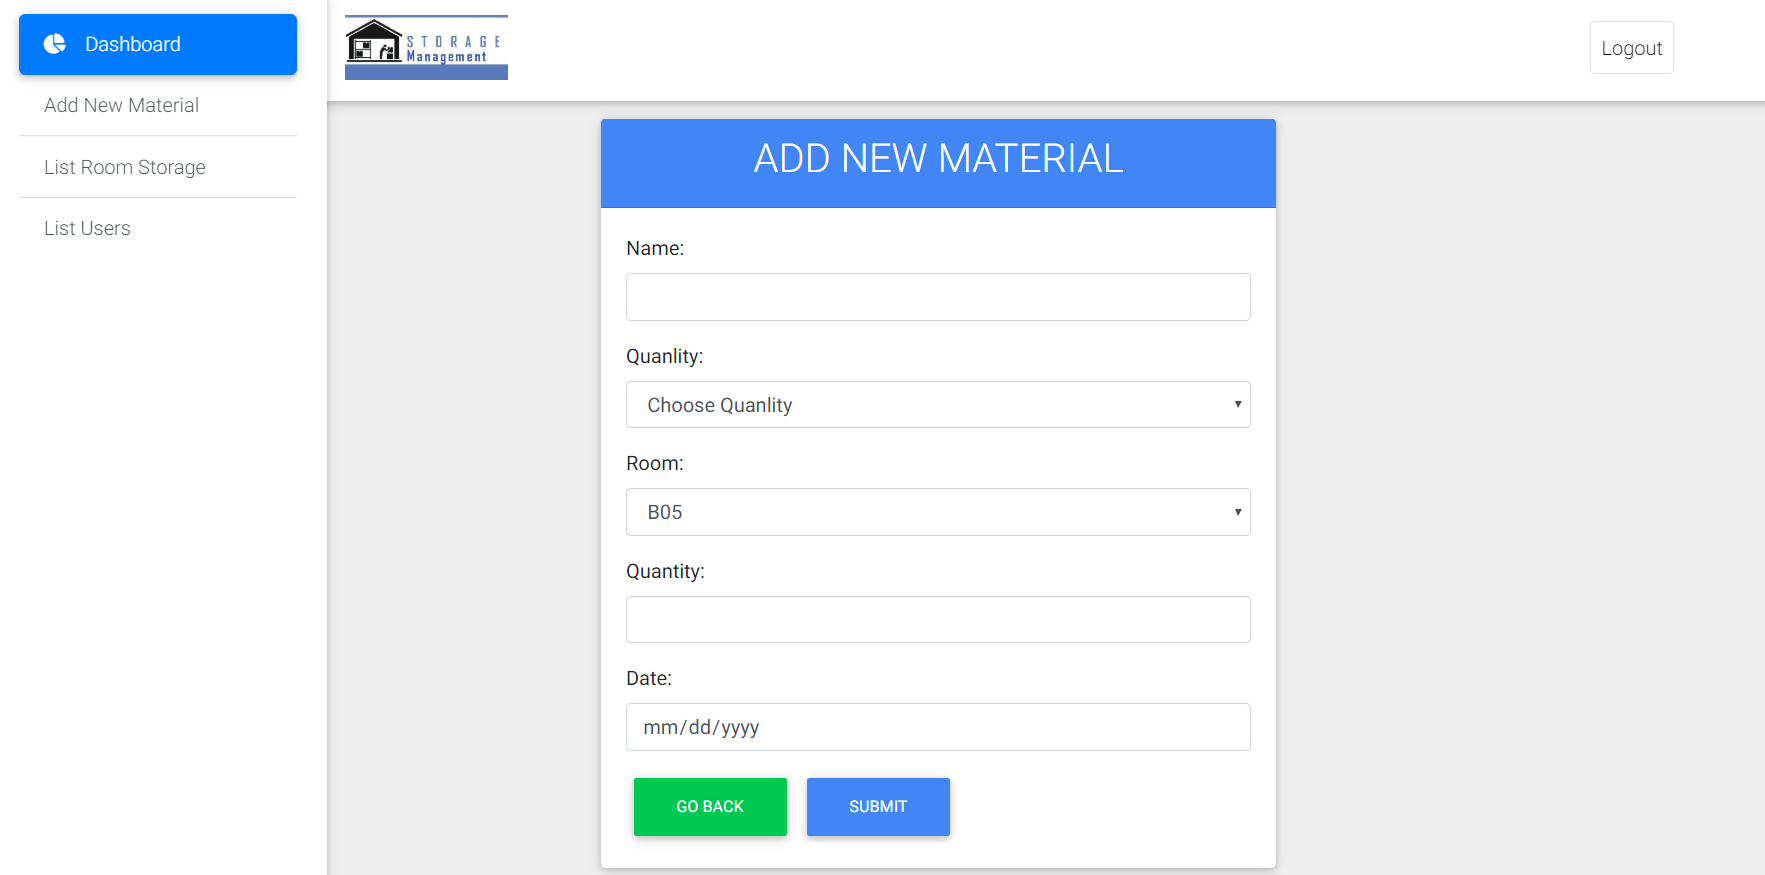 Dashboard
Add New Material
List Room Storage
List Users
STORAGE
Management
Logout
ADD NEW MATERIAL
Name:
Quanlity:
Choose Quanlity
Room:
B05
Quantity:
Date:
mm/dd/yyyy
GO BACK
SUBMIT